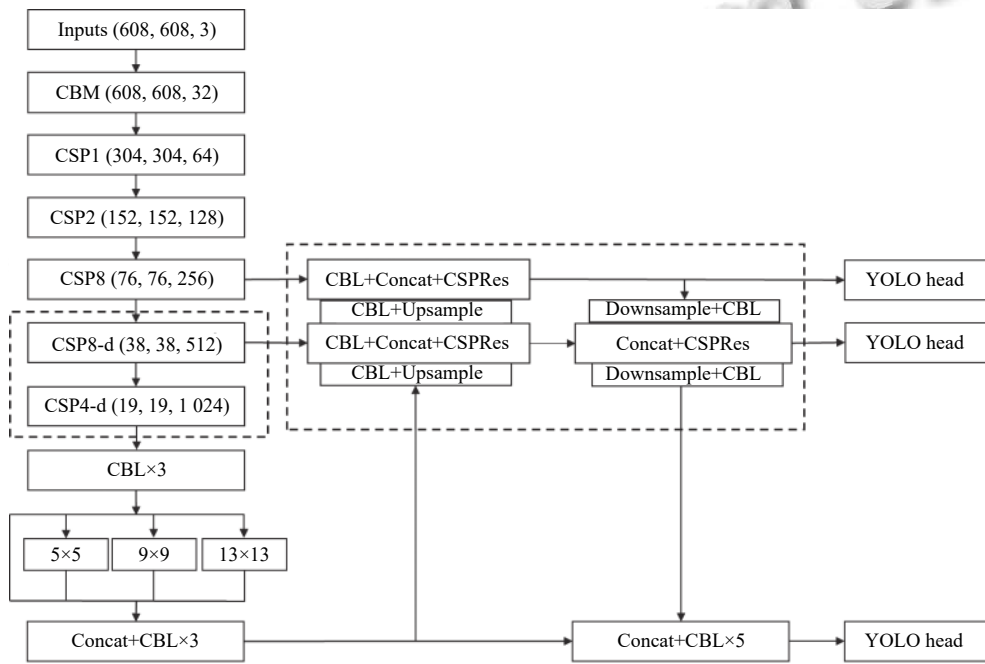 Inputs (608, 608, 3)
CBM (608, 608, 32)
CSP1 (304, 304, 64)
CSP2 (152, 152, 128)
CSP8 (76, 76, 256)
CBL+Concat+CSPRes
YOLO head
CBL+Upsample
Downsample+CBL
CSP8-d (38, 38, 512)
CBL+Concat+CSPRes
Concat+CSPRes
YOLO head
CBL+Upsample
Downsample+CBL
CSP4-d (19, 19, 1 024)
CBL×3
5×5
9×9
13×13
Concat+CBL×3
Concat+CBL×5
YOLO head